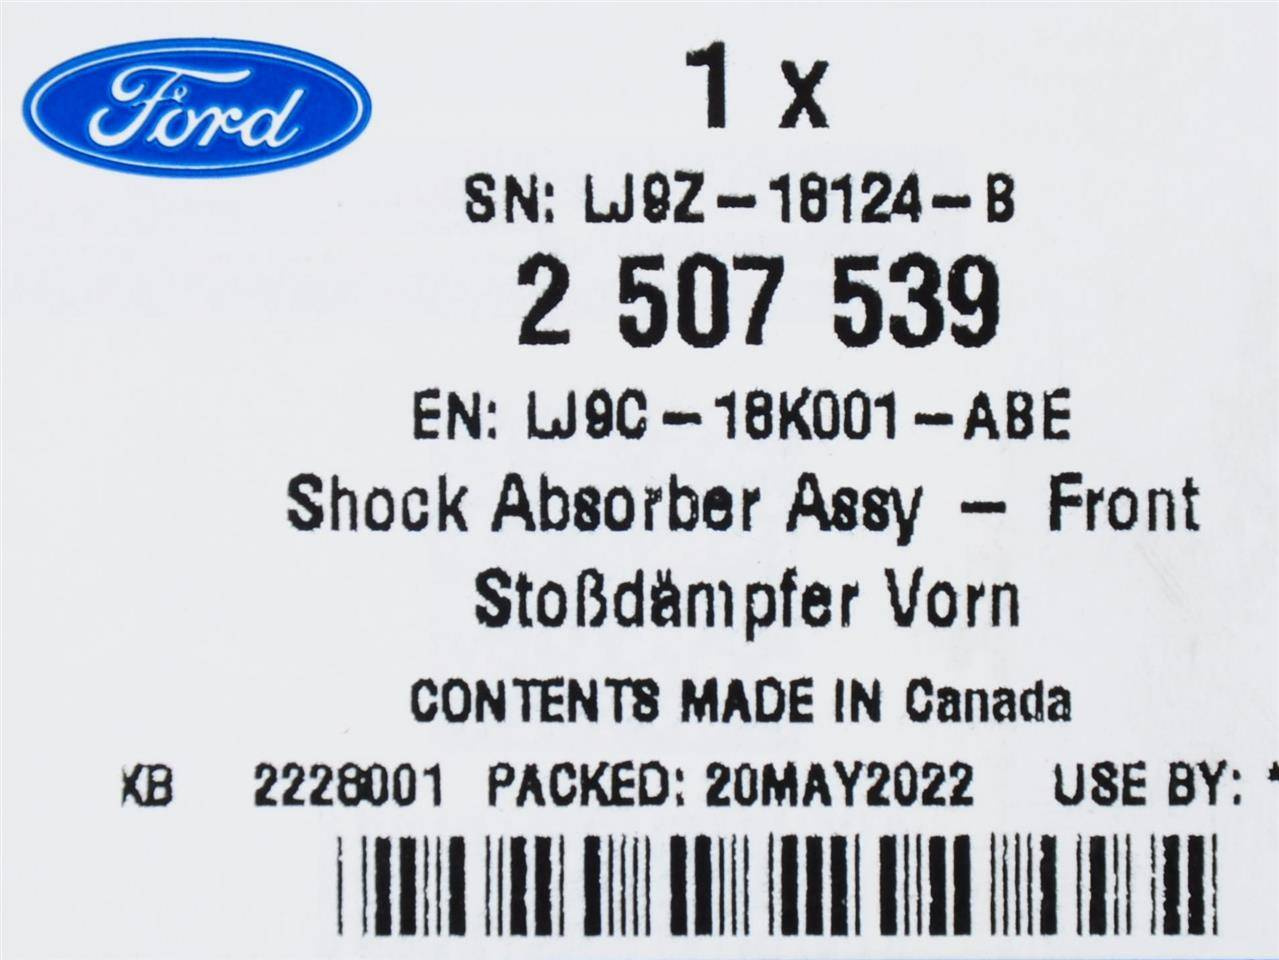 Ford
1 x
SN: LJ9Z-18124-B
2 507 539
EN: LJ9C-18K001-ABE
Shock Absorber Assy - Front
Stoßdämpfer Vorn
CONTENTS MADE IN Canada
XB 2228001 PACKED: 20MAY2022 USE BY: *